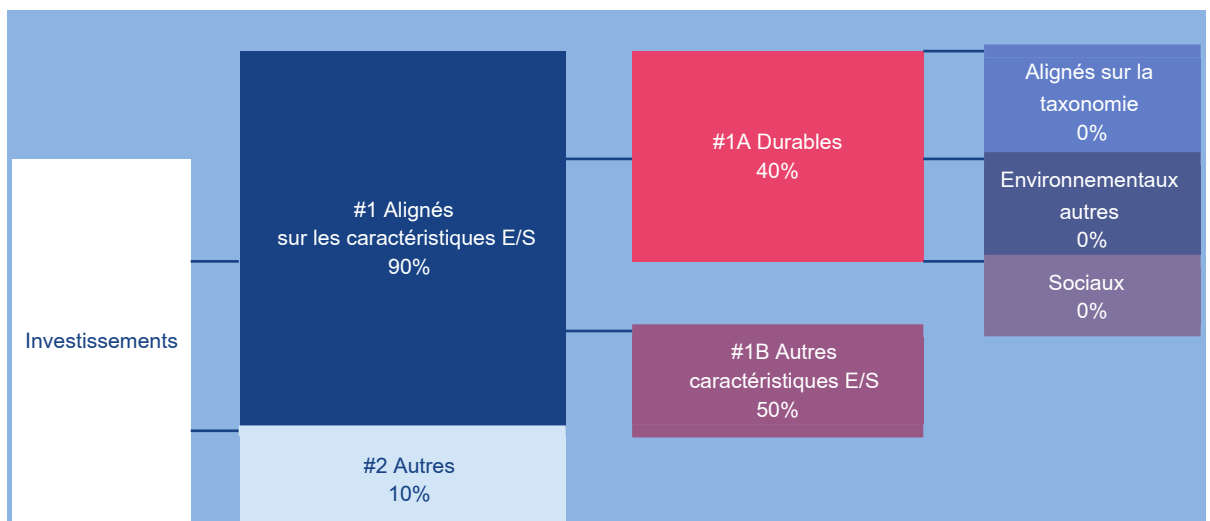 Investissements
#1 Alignés
sur les caractéristiques E/S
90%
#2 Autres
10%
#1A Durables
40%
#1B Autres
caractéristiques E/S
50%
Alignés sur la
taxonomie
0%
Environnementaux
autres
0%
Sociaux
0%